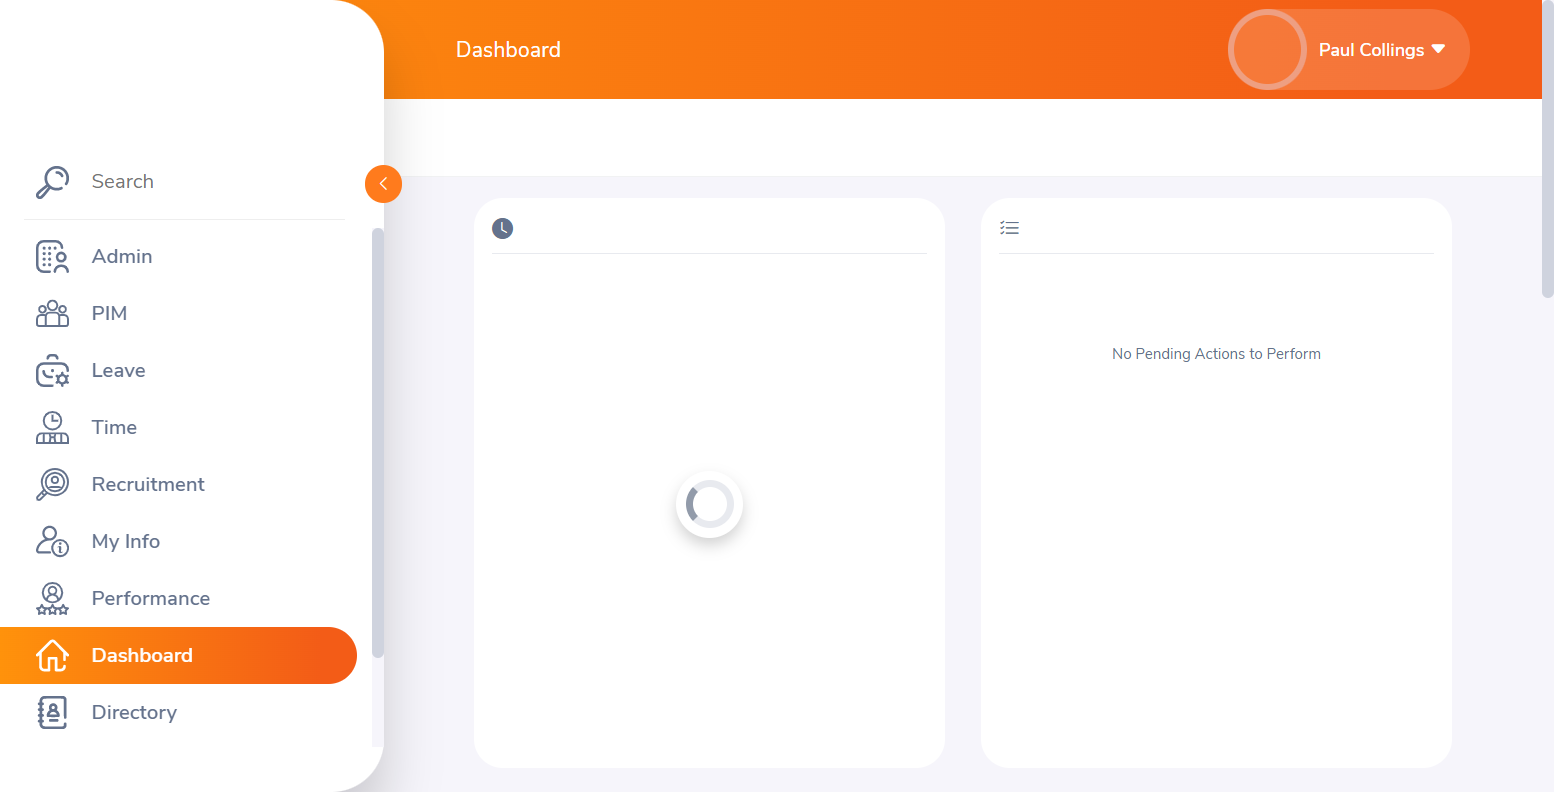 Dashboard
Paul Collings
Search
Admin
PIM
Leave
Time
Recruitment
My Info
Performance
Dashboard
Directory
No Pending Actions to Perform